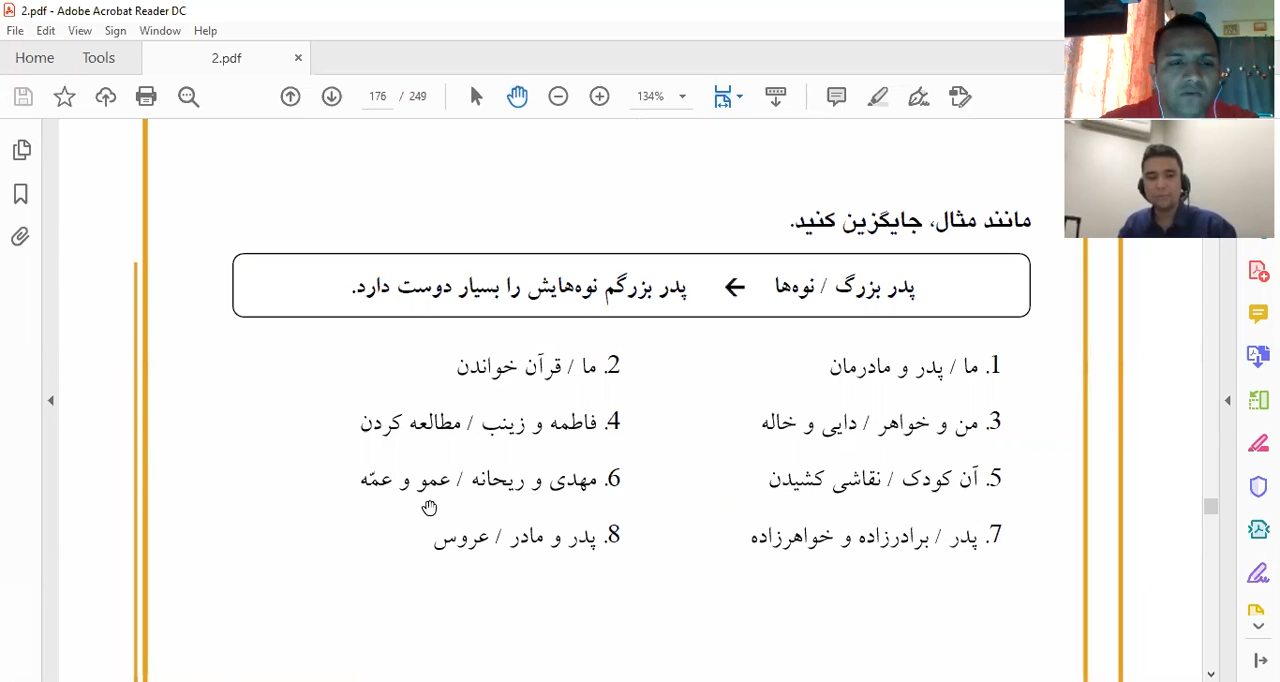 2.pdf - Adobe Acrobat Reader DC
File Edit View Sign Window Help
Home Tools 2.pdf ×
176 / 249 134%
مانند مثال، جایگزین کنید.
پدر بزرگ / نوه‌ها ← پدر بزرگم نوه‌هایش را بسیار دوست دارد.
1. ما / پدر و مادرمان 2. ما / قرآن خواندن
3. من و خواهر / دایی و خاله 4. فاطمه و زینب / مطالعه کردن
5. آن کودک / نقاشی کشیدن 6. مهدی و ریحانه / عمو و عمّه
7. پدر / برادرزاده و خواهرزاده 8. پدر و مادر / عروس